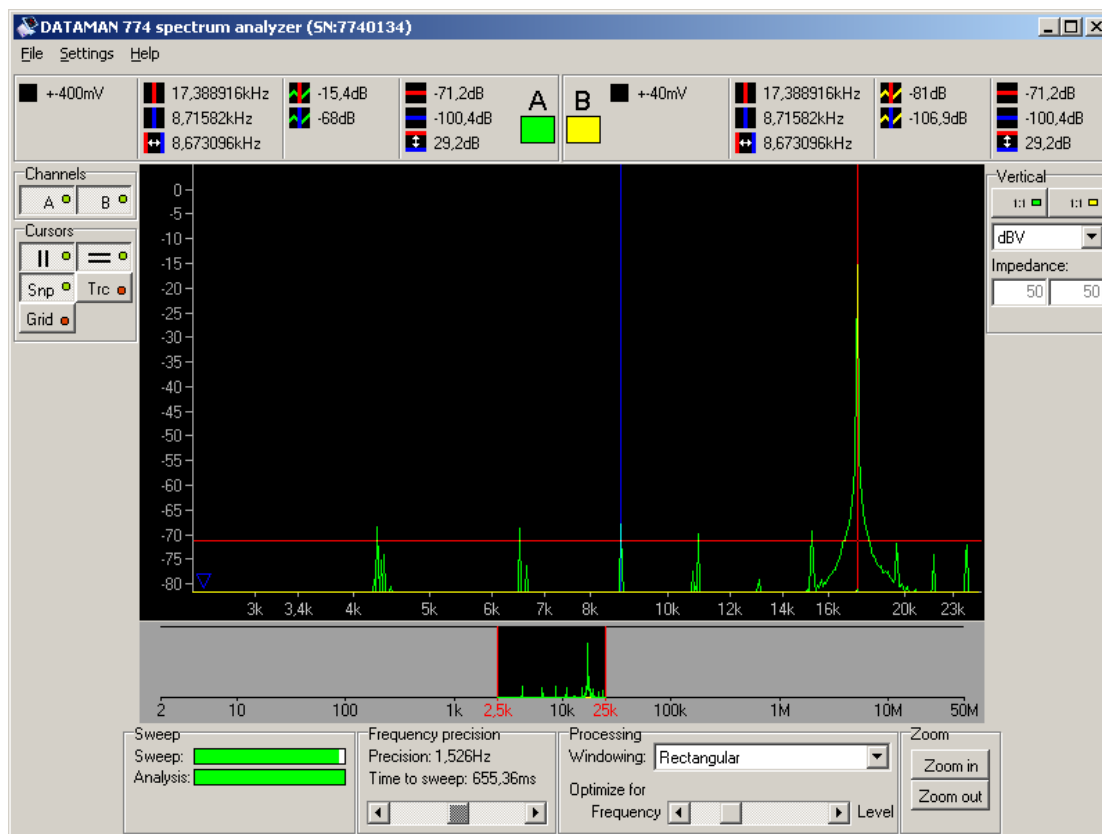 DATAMAN 774 spectrum analyzer (SN:7740134)
File Settings Help
+-400mV 17,388916kHz -15,4dB -71,2dB A B +-40mV 17,388916kHz -81dB -71,2dB
8,71582kHz -68dB -100,4dB 8,71582kHz -106,9dB -100,4dB
8,673096kHz 29,2dB 8,673096kHz 29,2dB
Channels
A B
Cursors
Snp Trc
Grid
0
-5
-10
-15
-20
-25
-30
-35
-40
-45
-50
-55
-60
-65
-70
-75
-80
3k 3,4k 4k 5k 6k 7k 8k 10k 12k 14k 16k 20k 23k
Vertical
1:1 1:1
dBV
Impedance:
50 50
2 10 100 1k 2,5k 10k 25k 100k 1M 10M 50M
Sweep
Sweep:
Analysis:
Frequency precision
Precision: 1,526Hz
Time to sweep: 655,36ms
Processing
Windowing: Rectangular
Optimize for
Frequency Level
Zoom
Zoom in
Zoom out